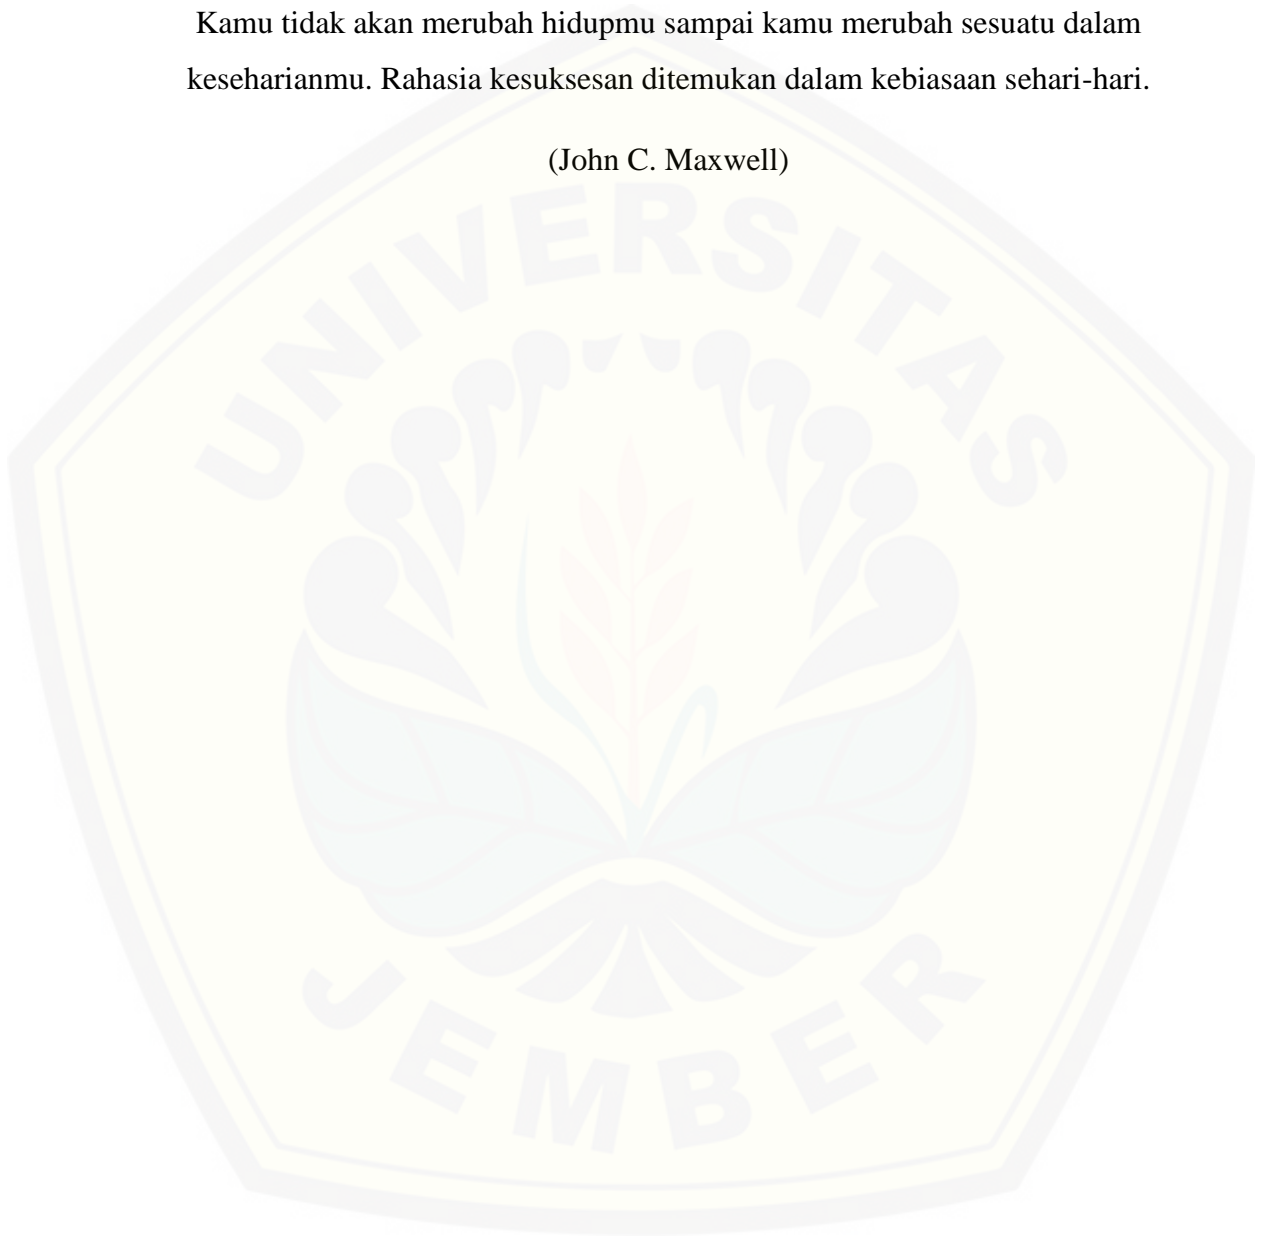 Kamu tidak akan merubah hidupmu sampai kamu merubah sesuatu dalam
keseharianmu. Rahasia kesuksesan ditemukan dalam kebiasaan sehari-hari.
(John C. Maxwell)
UNIVERSITAS
JEMBER